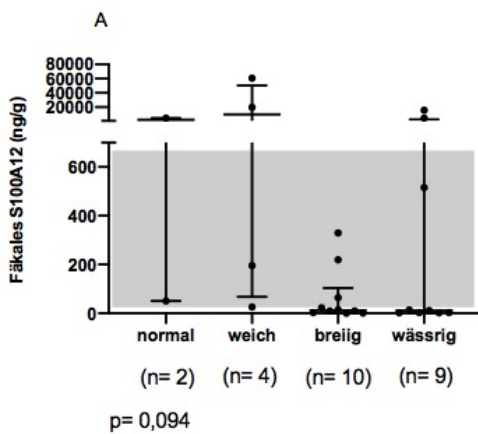 A
Fäkales S100A12 (ng/g)
80000
60000
40000
20000
600
400
200
0
normal weich breiig wässrig
(n= 2) (n= 4) (n= 10) (n= 9)
p= 0,094